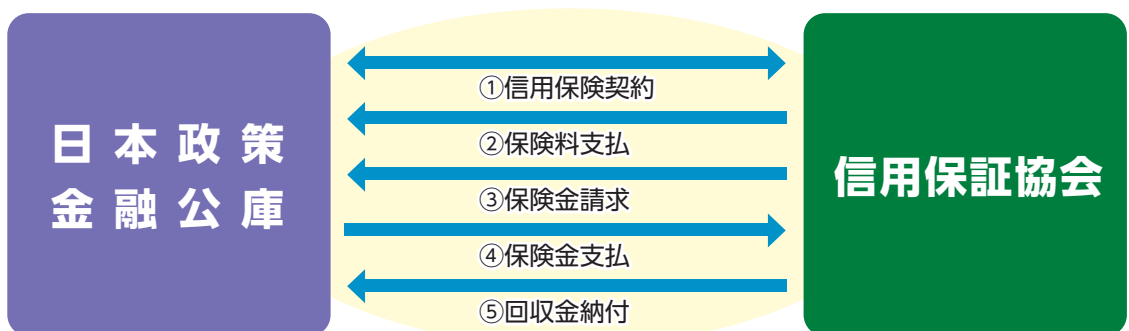 日本政策
金融公庫
①信用保険契約
②保険料支払
③保険金請求
④保険金支払
⑤回収金納付
信用保証協会